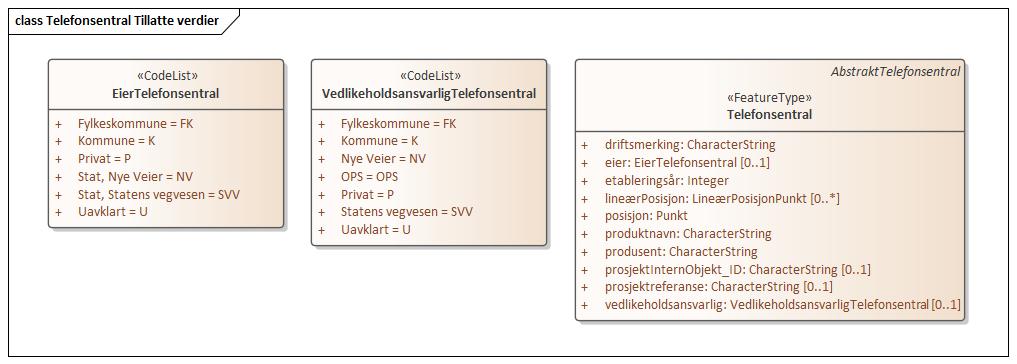 class Telefonsentral Tillatte verdier
«CodeList»
EierTelefonsentral
+ Fylkeskommune = FK
+ Kommune = K
+ Privat = P
+ Stat, Nye Veier = NV
+ Stat, Statens vegvesen = SVV
+ Uavklart = U
«CodeList»
VedlikeholdsansvarligTelefonsentral
+ Fylkeskommune = FK
+ Kommune = K
+ Nye Veier = NV
+ OPS = OPS
+ Privat = P
+ Statens vegvesen = SVV
+ Uavklart = U
AbstraktTelefonsentral
«FeatureType»
Telefonsentral
+ driftsmerking: CharacterString
+ eier: EierTelefonsentral [0..1]
+ etableringsår: Integer
+ lineærPosisjon: LineærPosisjonPunkt [0..*]
+ posisjon: Punkt
+ produktnavn: CharacterString
+ produsent: CharacterString
+ prosjektInternObjekt_ID: CharacterString [0..1]
+ prosjektreferanse: CharacterString [0..1]
+ vedlikeholdsansvarlig: VedlikeholdsansvarligTelefonsentral [0..1]